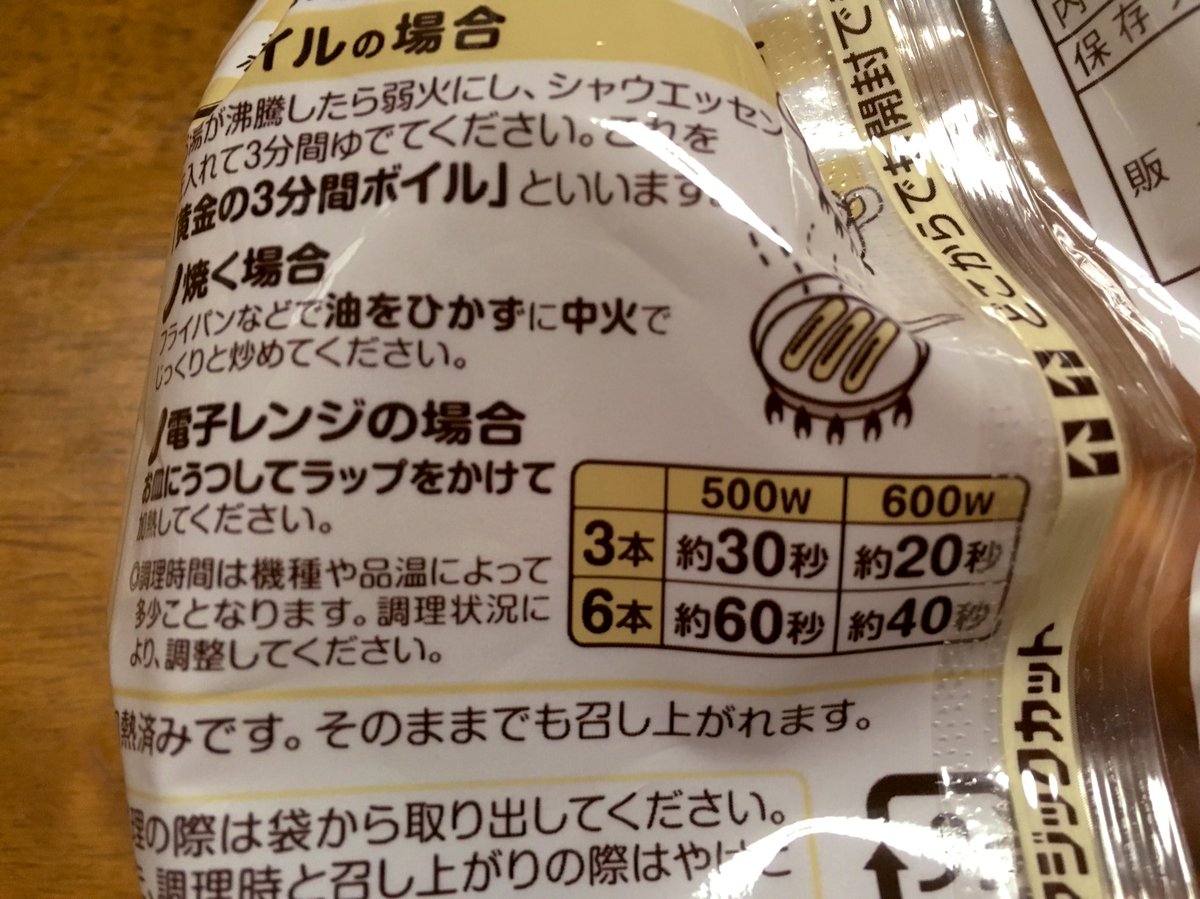 イルの場合
湯が沸騰したら弱火にし、シャウエッセン
入れて3分間ゆでてください。これを
黄金の3分間ボイル」といいます。
焼く場合
フライパンなどで油をひかずに中火で
じっくりと炒めてください。
電子レンジの場合
お皿にうつしてラップをかけて
加熱してください。
◎調理時間は機種や品温によって
多少ことなります。調理状況に
より、調整してください。
500W 600W
3本 約30秒 約20秒
6本 約60秒 約40秒
熱済みです。そのままでも召し上がれます。
理の際は袋から取り出してください。
、調理時と召し上がりの際はやけ
どこからでも開封で
マジックカット
内
保存
販
プ